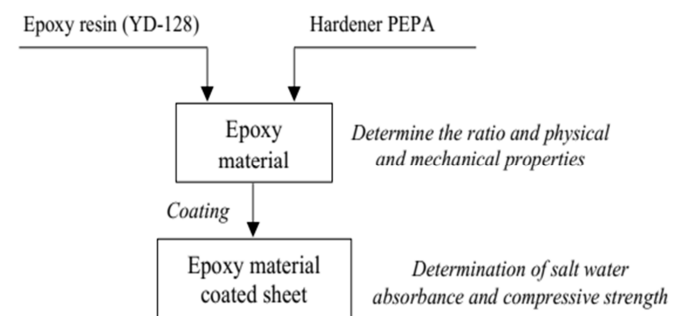 Epoxy resin (YD-128)
Hardener PEPA
Epoxy
material
Determine the ratio and physical
and mechanical properties
Coating
Epoxy material
coated sheet
Determination of salt water
absorbance and compressive strength